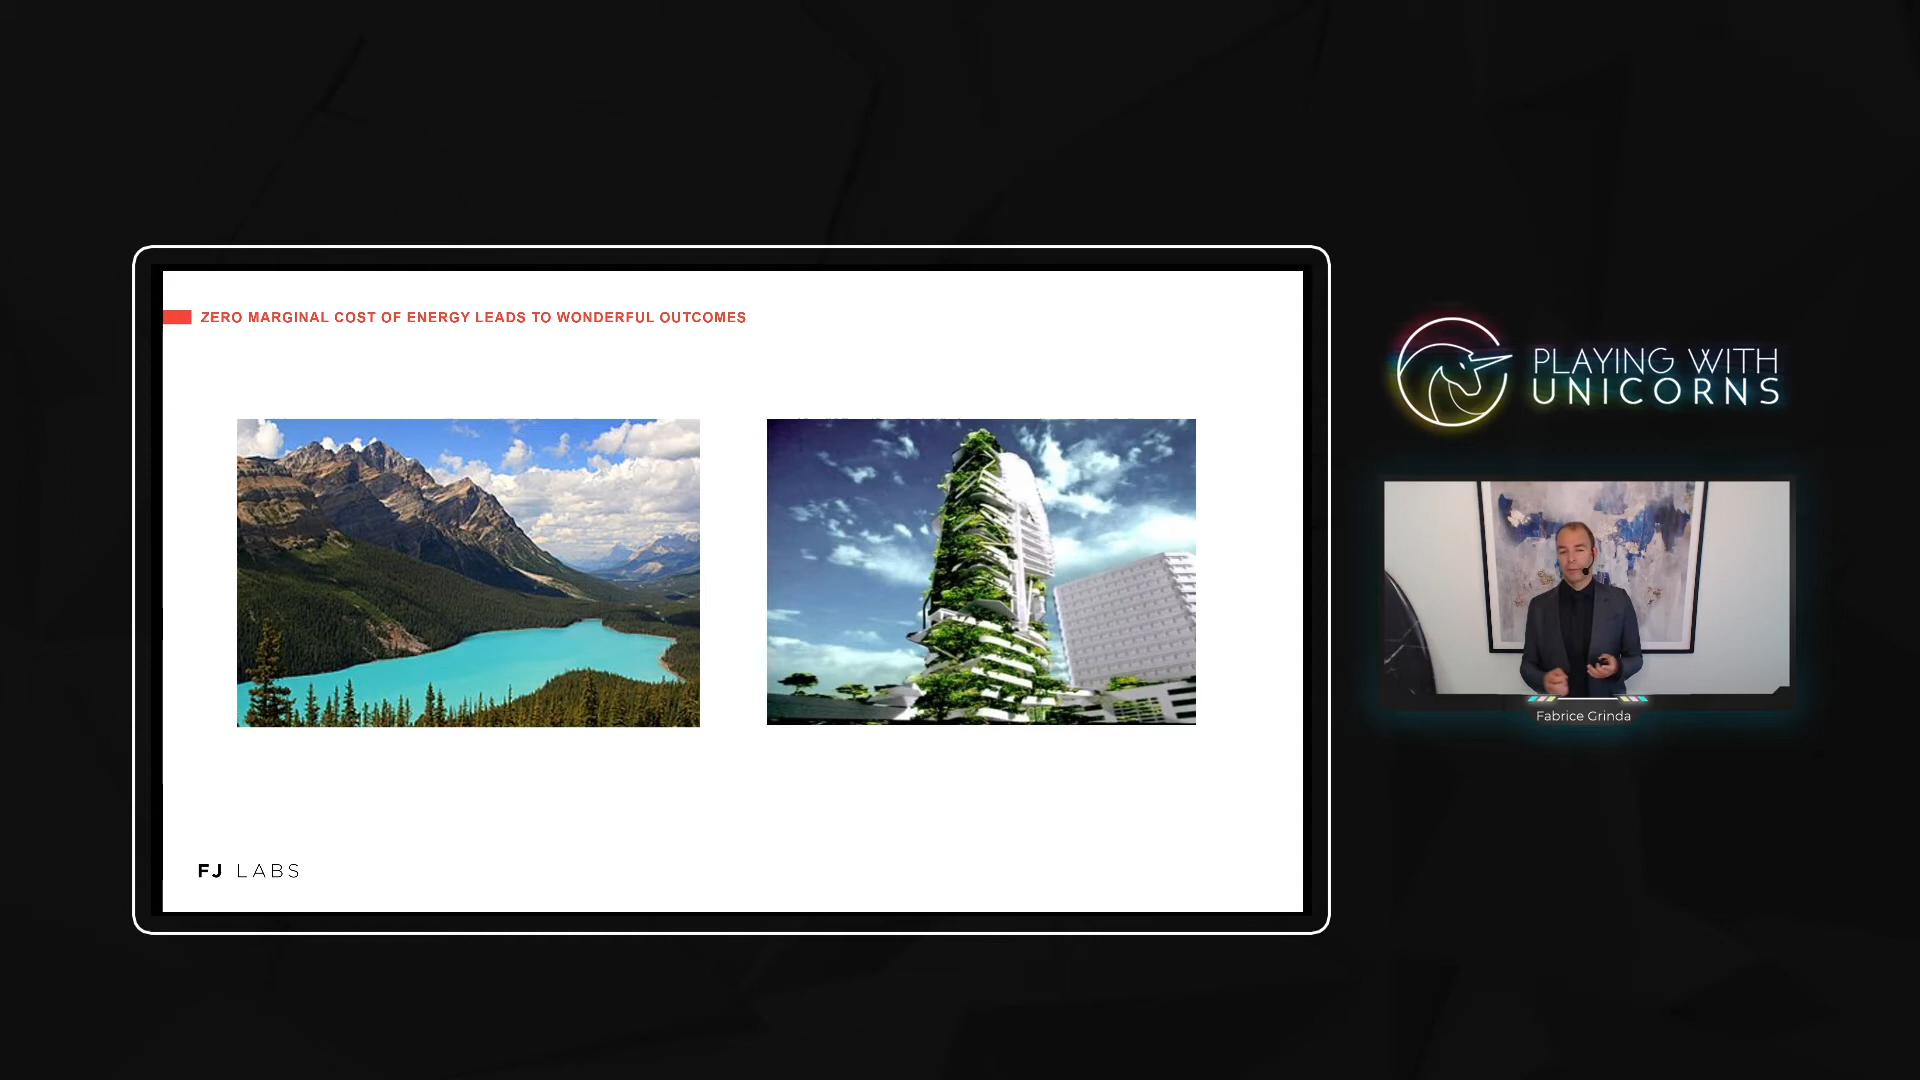 ZERO MARGINAL COST OF ENERGY LEADS TO WONDERFUL OUTCOMES
FJ LABS
PLAYING WITH
UNICORNS
Fabrice Grinda